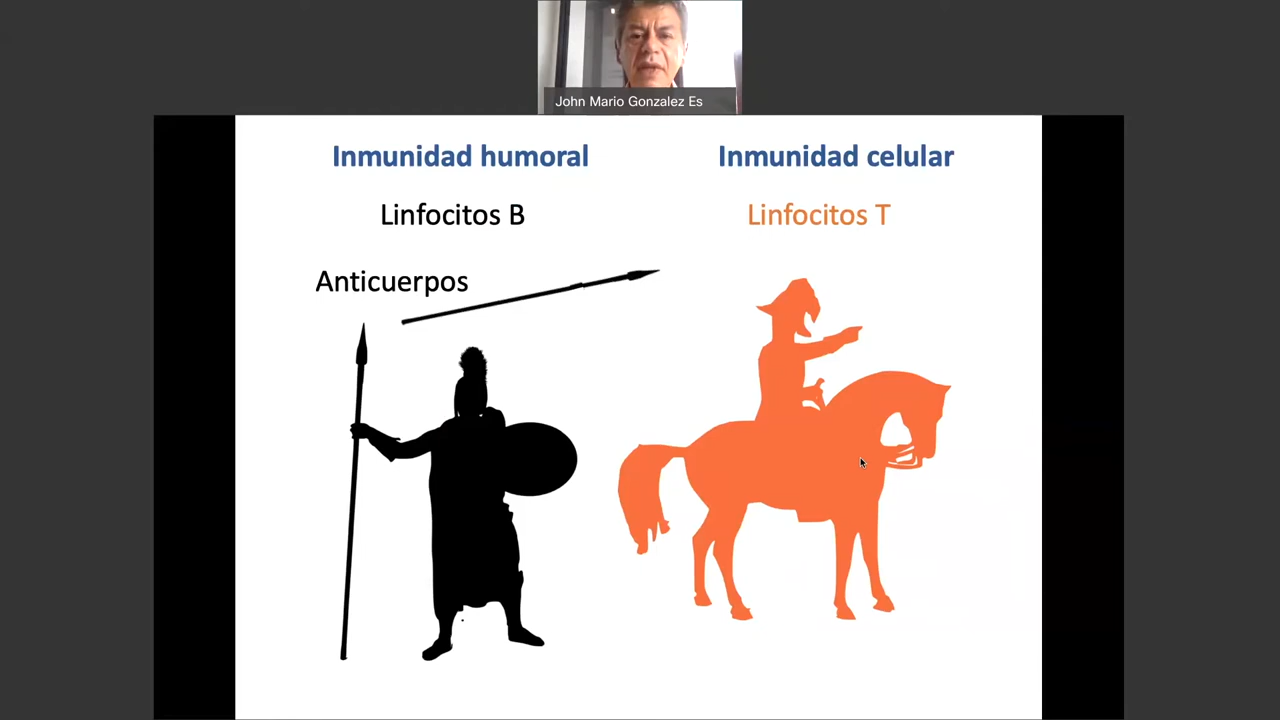 John Mario Gonzalez Es
Inmunidad humoral
Inmunidad celular
Linfocitos B
Linfocitos T
Anticuerpos